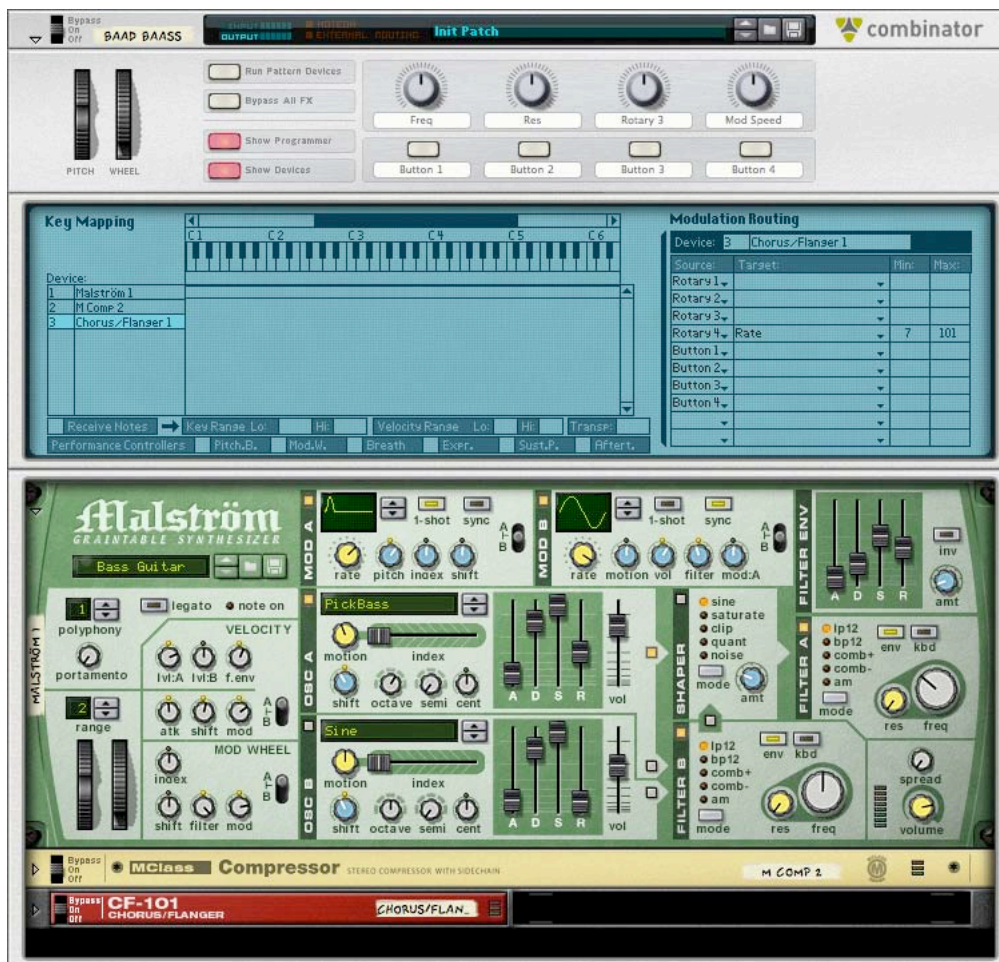 Bypass
On
Off
BAAD BAASS
INPUT
OUTPUT
EXTERNAL ROUTING
Init Patch
combinator
Run Pattern Devices
Bypass All FX
Show Programmer
Show Devices
PITCH WHEEL
Freq Res Rotary 3 Mod Speed
Button 1 Button 2 Button 3 Button 4
Key Mapping
C1 C2 C3 C4 C5 C6
Device:
1 Malström 1
2 M Comp 2
3 Chorus/Flanger 1
Receive Notes Key Range Lo: Hi: Velocity Range Lo: Hi: Transp:
Performance Controllers Pitch.B. Mod.W. Breath Expr. Sust.P. Aftert.
Modulation Routing
Device: 3 Chorus/Flanger 1
Source: Target: Min: Max:
Rotary 1
Rotary 2
Rotary 3
Rotary 4 Rate 7 101
Button 1
Button 2
Button 3
Button 4
Malström
GRAINTABLE SYNTHESIZER
Bass Guitar
MALSTRÖM 1
1 legato note on
polyphony
portamento
VELOCITY
lvl:A lvl:B f.env
2
range
atk shift mod A B
MOD WHEEL
index
shift filter mod A B
MOD A
1-shot sync
rate pitch index shift A B
MOD B
1-shot sync
rate motion vol filter mod:A A B
FILTER ENV
A D S R
inv
amt
OSC A
PickBass
motion index
shift octave semi cent
A D S R vol
OSC B
Sine
motion index
shift octave semi cent
A D S R vol
SHAPER
sine
saturate
clip
quant
noise
mode amt
FILTER A
lp12
bp12
comb+
comb-
am
env kbd
mode
res freq
FILTER B
lp12
bp12
comb+
comb-
am
env kbd
mode
res freq
spread
volume
Bypass
On
Off
MClass Compressor STEREO COMPRESSOR WITH SIDECHAIN
M COMP 2
Bypass
On
Off
CF-101
CHORUS/FLANGER
CHORUS/FLAN_